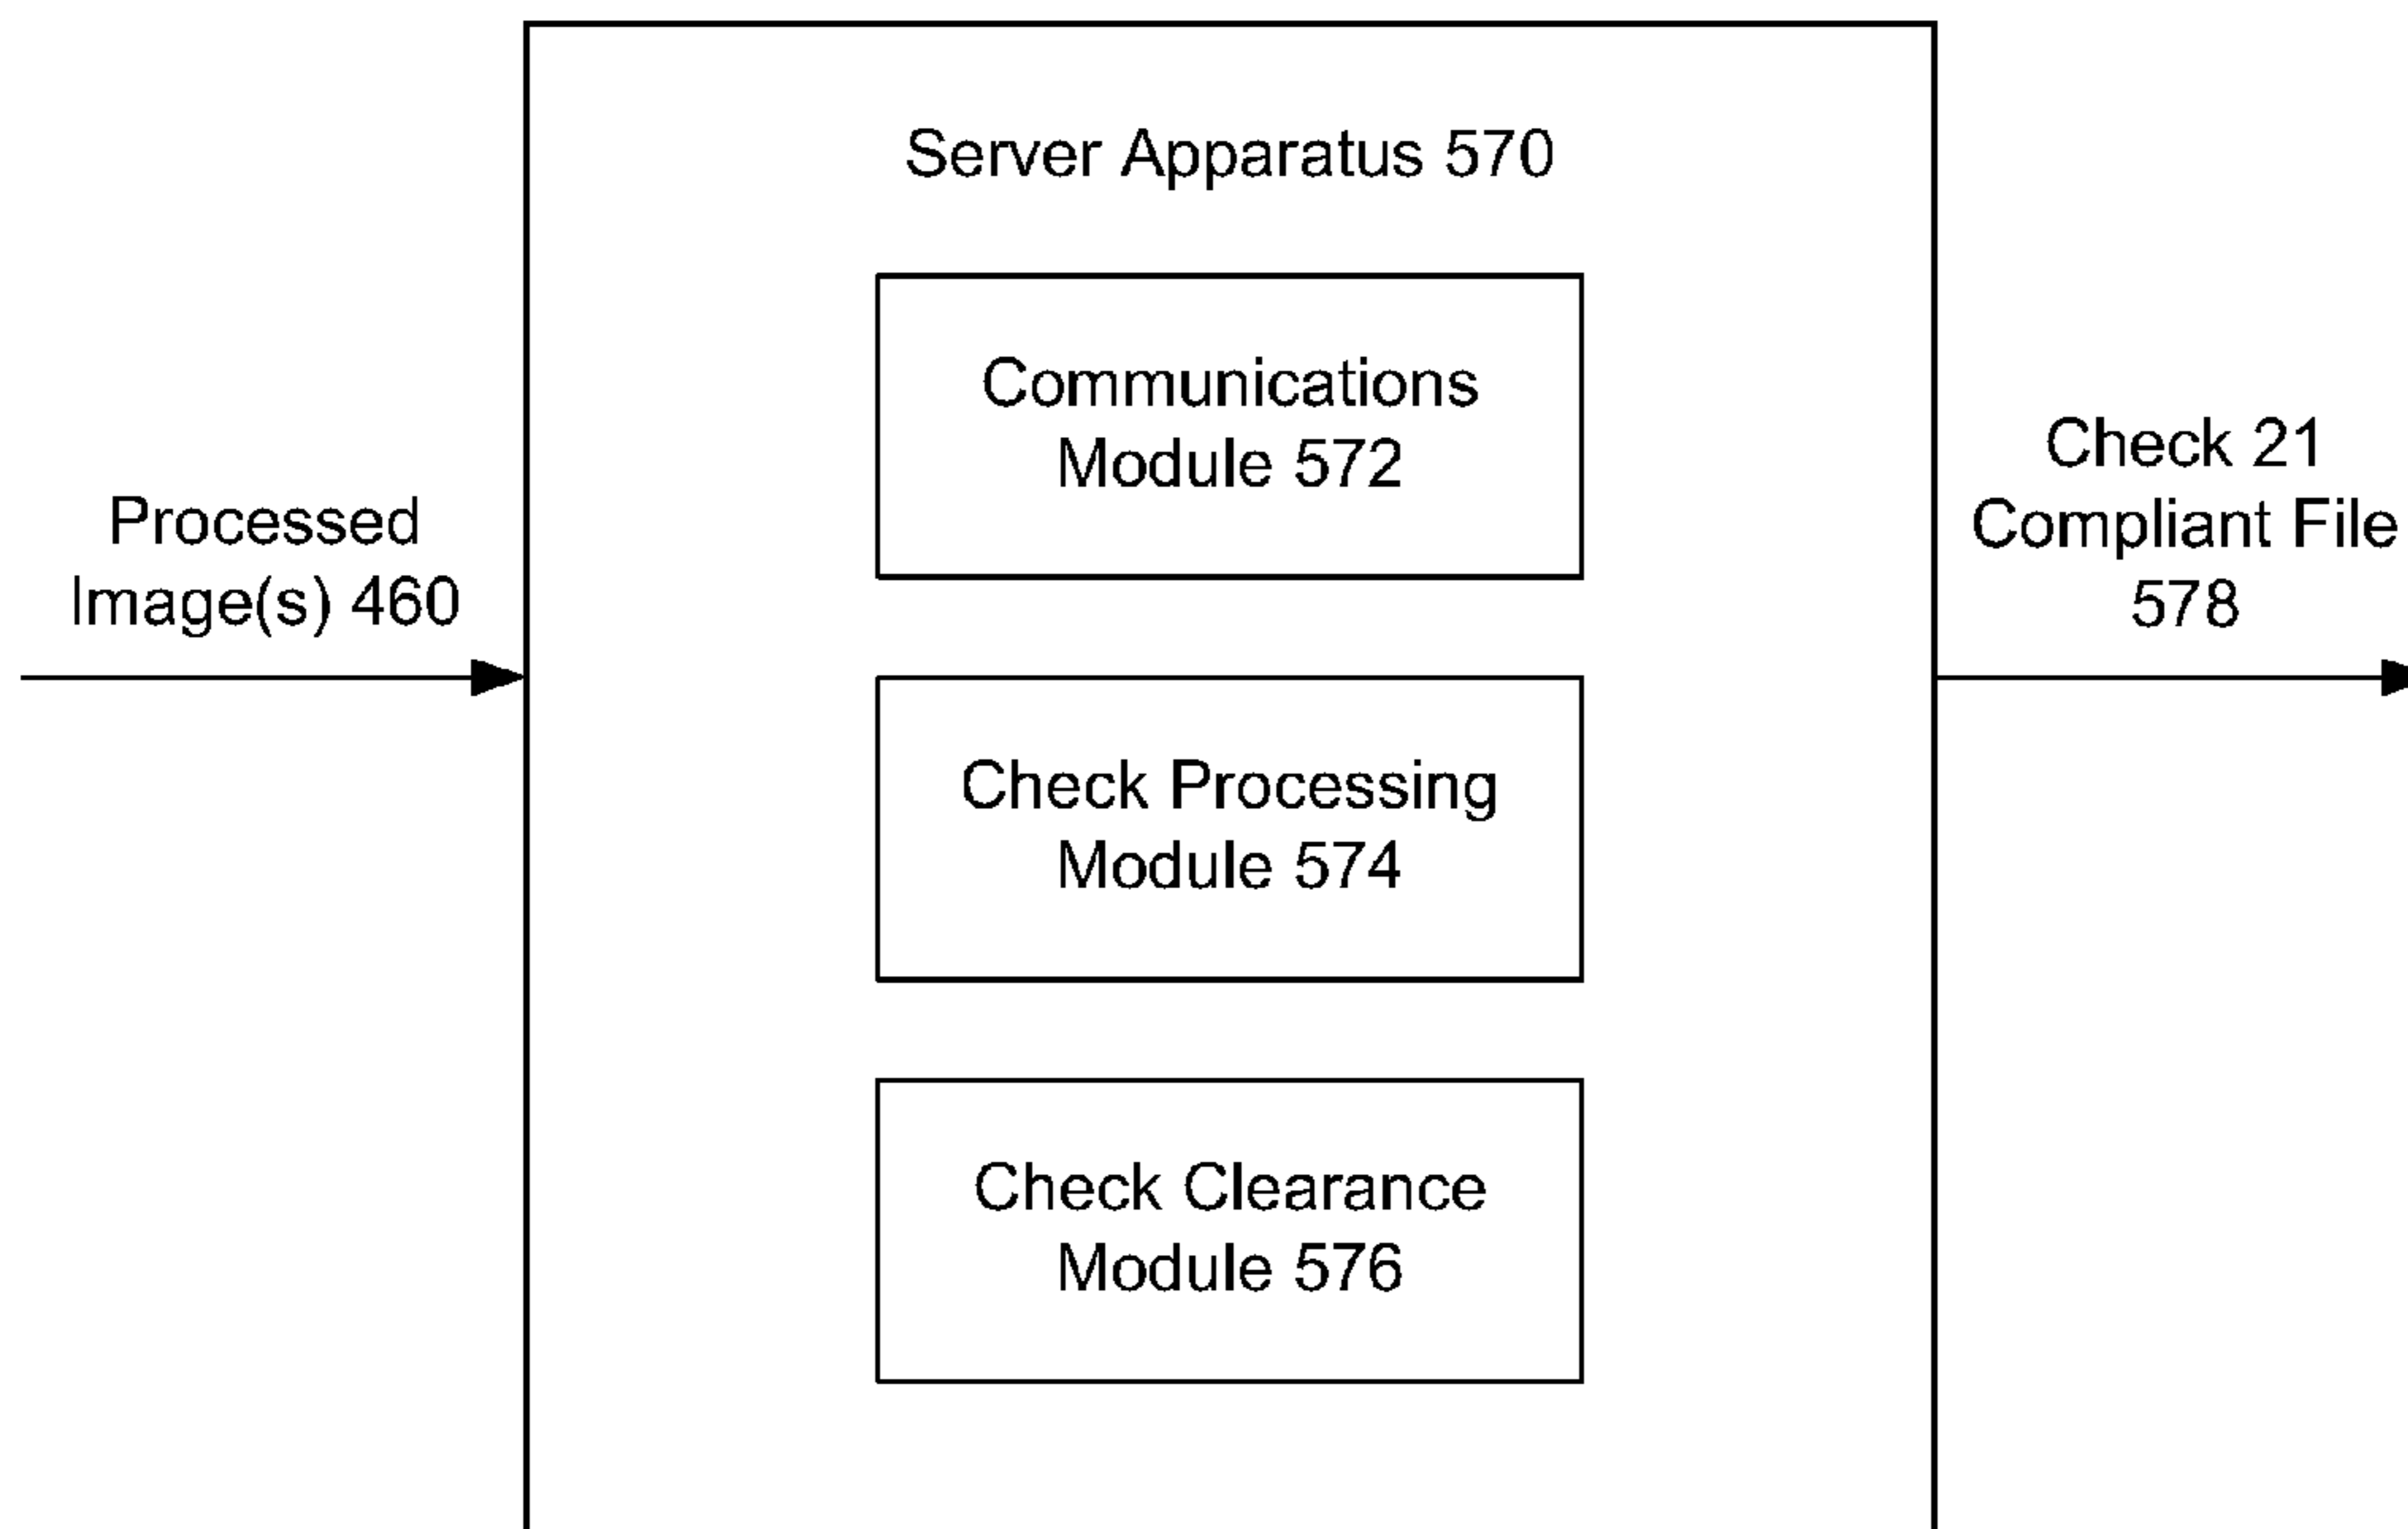 Server Apparatus 570
Communications
Module 572
Processed
Image(s) 460
Check 21
Compliant File
578
Check Processing
Module 574
Check Clearance
Module 576